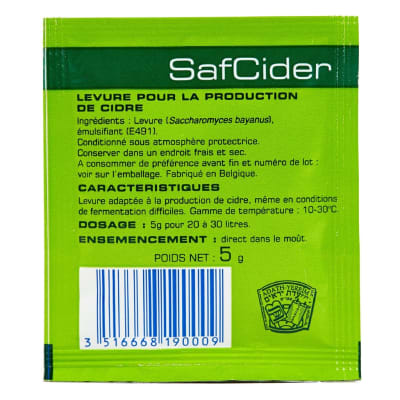 SafCider
LEVURE POUR LA PRODUCTION
DE CIDRE
Ingrédients : Levure (Saccharomyces bayanus),
émulsifiant (E491).
Conditionné sous atmosphère protectrice.
Conserver dans un endroit frais et sec.
A consommer de préférence avant fin et numéro de lot :
voir sur l'emballage. Fabriqué en Belgique.
CARACTERISTIQUES
Levure adaptée à la production de cidre, même en conditions
de fermentation difficiles. Gamme de température : 10-30°C.
DOSAGE : 5g pour 20 à 30 litres.
ENSEMENCEMENT : direct dans le moût.
POIDS NET : 5 g
3 516668 190009
ADATH-YEREIM